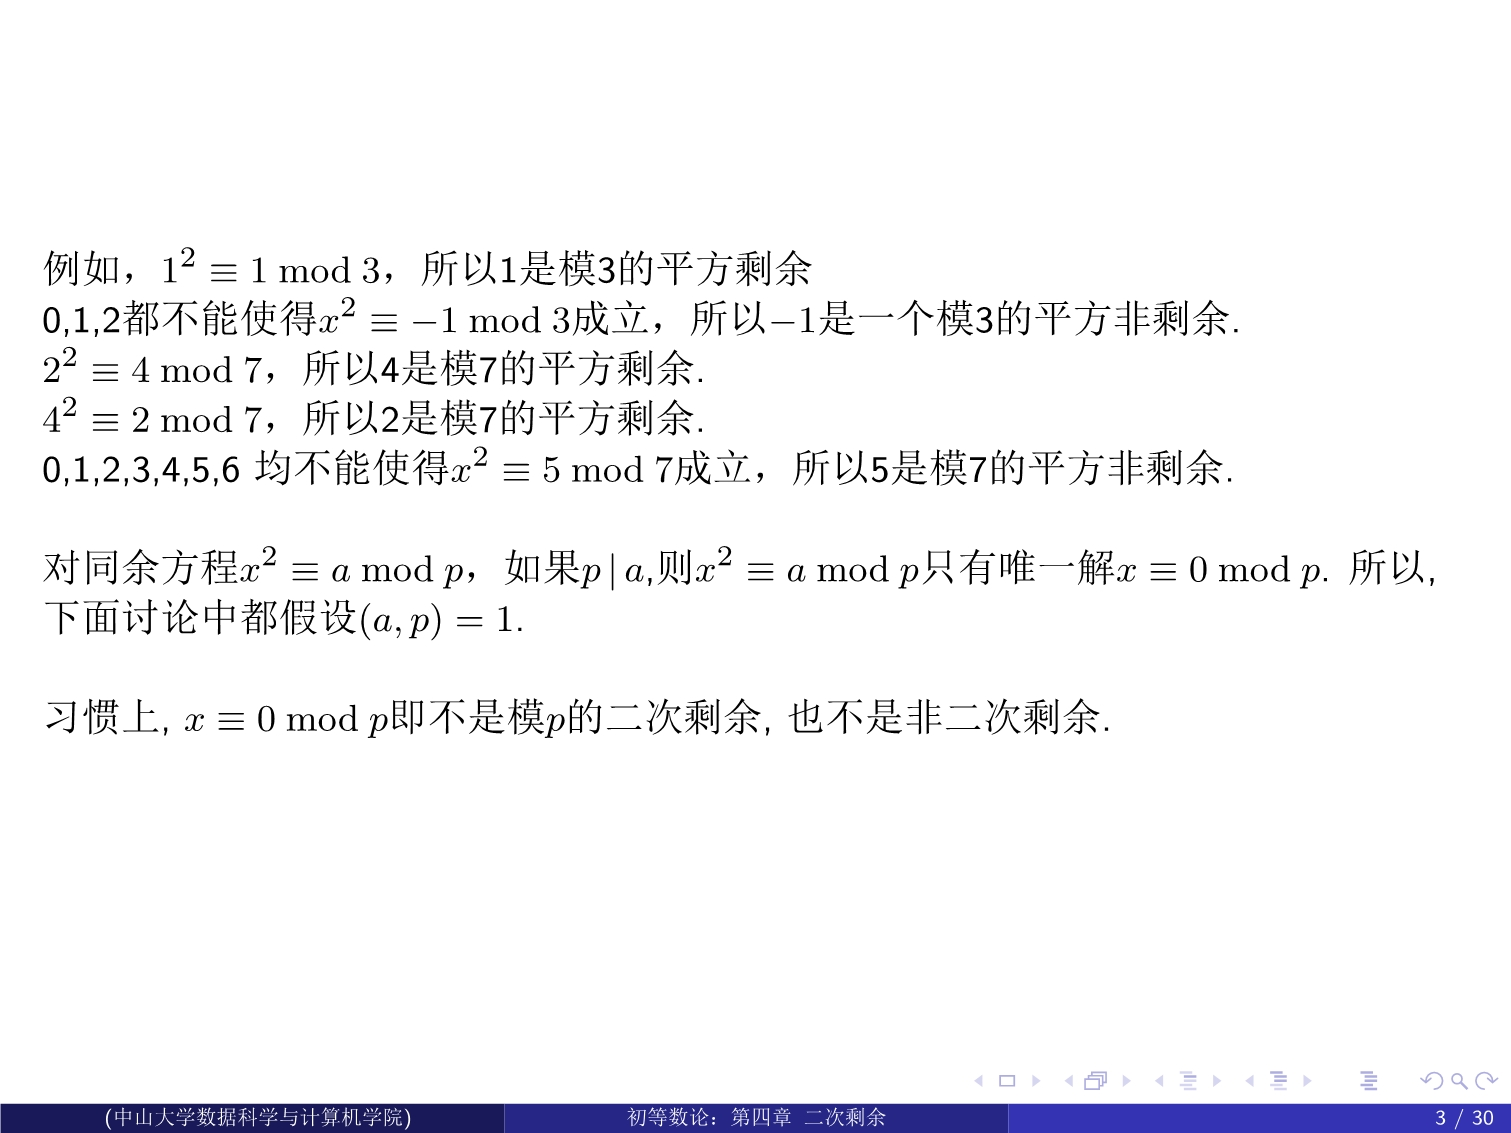 例如，1² ≡ 1 mod 3，所以1是模3的平方剩余
0,1,2都不能使得x² ≡ −1 mod 3成立，所以−1是一个模3的平方非剩余.
2² ≡ 4 mod 7，所以4是模7的平方剩余.
4² ≡ 2 mod 7，所以2是模7的平方剩余.
0,1,2,3,4,5,6 均不能使得x² ≡ 5 mod 7成立，所以5是模7的平方非剩余.
对同余方程x² ≡ a mod p，如果p | a,则x² ≡ a mod p只有唯一解x ≡ 0 mod p. 所以,
下面讨论中都假设(a, p) = 1.
习惯上, x ≡ 0 mod p即不是模p的二次剩余, 也不是非二次剩余.
(中山大学数据科学与计算机学院) 初等数论：第四章 二次剩余 3 / 30